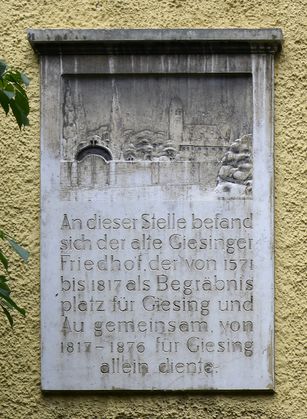 An dieser Stelle befand
sich der alte Giesinger
Friedhof, der von 1571
bis 1817 als Begräbnis
platz für Giesing und
Au gemeinsam, von
1817-1876 für Giesing
allein diente.